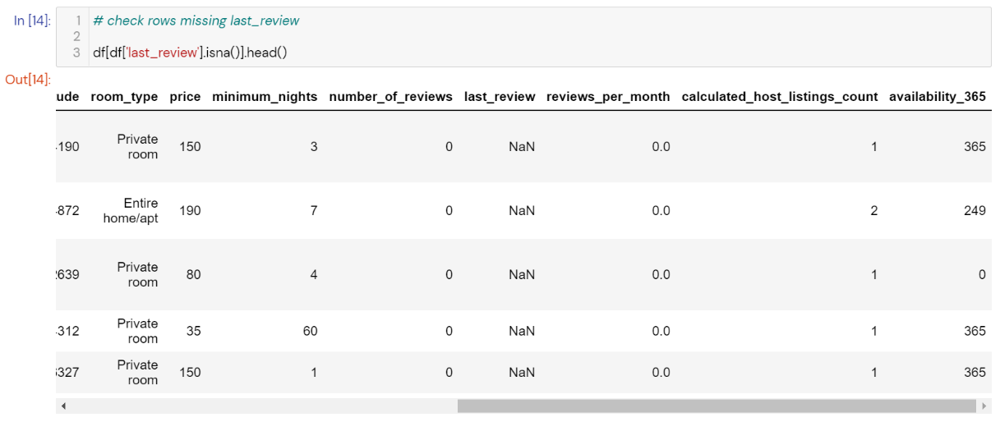 In [14]:
1 # check rows missing last_review
2
3 df[df['last_review'].isna()].head()
Out[14]:
ude room_type price minimum_nights number_of_reviews last_review reviews_per_month calculated_host_listings_count availability_365
190 Private room 150 3 0 NaN 0.0 1 365
872 Entire home/apt 190 7 0 NaN 0.0 2 249
639 Private room 80 4 0 NaN 0.0 1 0
312 Private room 35 60 0 NaN 0.0 1 365
327 Private room 150 1 0 NaN 0.0 1 365